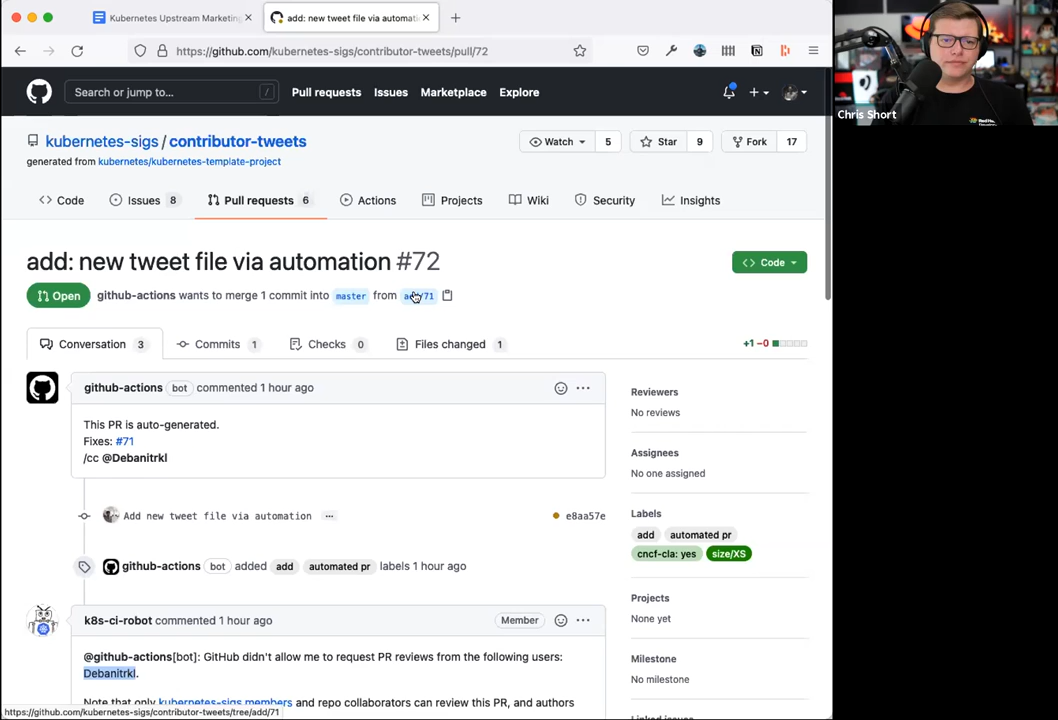 Kubernetes Upstream Marketing
add: new tweet file via automati
https://github.com/kubernetes-sigs/contributor-tweets/pull/72
Chris Short
Search or jump to...
/
Pull requests
Issues
Marketplace
Explore
kubernetes-sigs / contributor-tweets
Watch 5
Star 9
Fork 17
generated from kubernetes/kubernetes-template-project
Code
Issues 8
Pull requests 6
Actions
Projects
Wiki
Security
Insights
add: new tweet file via automation #72
Code
Open
github-actions wants to merge 1 commit into master from add/71
Conversation 3
Commits 1
Checks 0
Files changed 1
+1 −0
github-actions bot commented 1 hour ago
This PR is auto-generated.
Fixes: #71
/cc @Debanitrkl
Add new tweet file via automation
e8aa57e
github-actions bot added add automated pr labels 1 hour ago
k8s-ci-robot commented 1 hour ago
Member
@github-actions[bot]: GitHub didn't allow me to request PR reviews from the following users:
Debanitrkl.
Note that only kubernetes-sigs members and repo collaborators can review this PR, and authors
Reviewers
No reviews
Assignees
No one assigned
Labels
add automated pr
cncf-cla: yes size/XS
Projects
None yet
Milestone
No milestone
Linked issues
https://github.com/kubernetes-sigs/contributor-tweets/tree/add/71